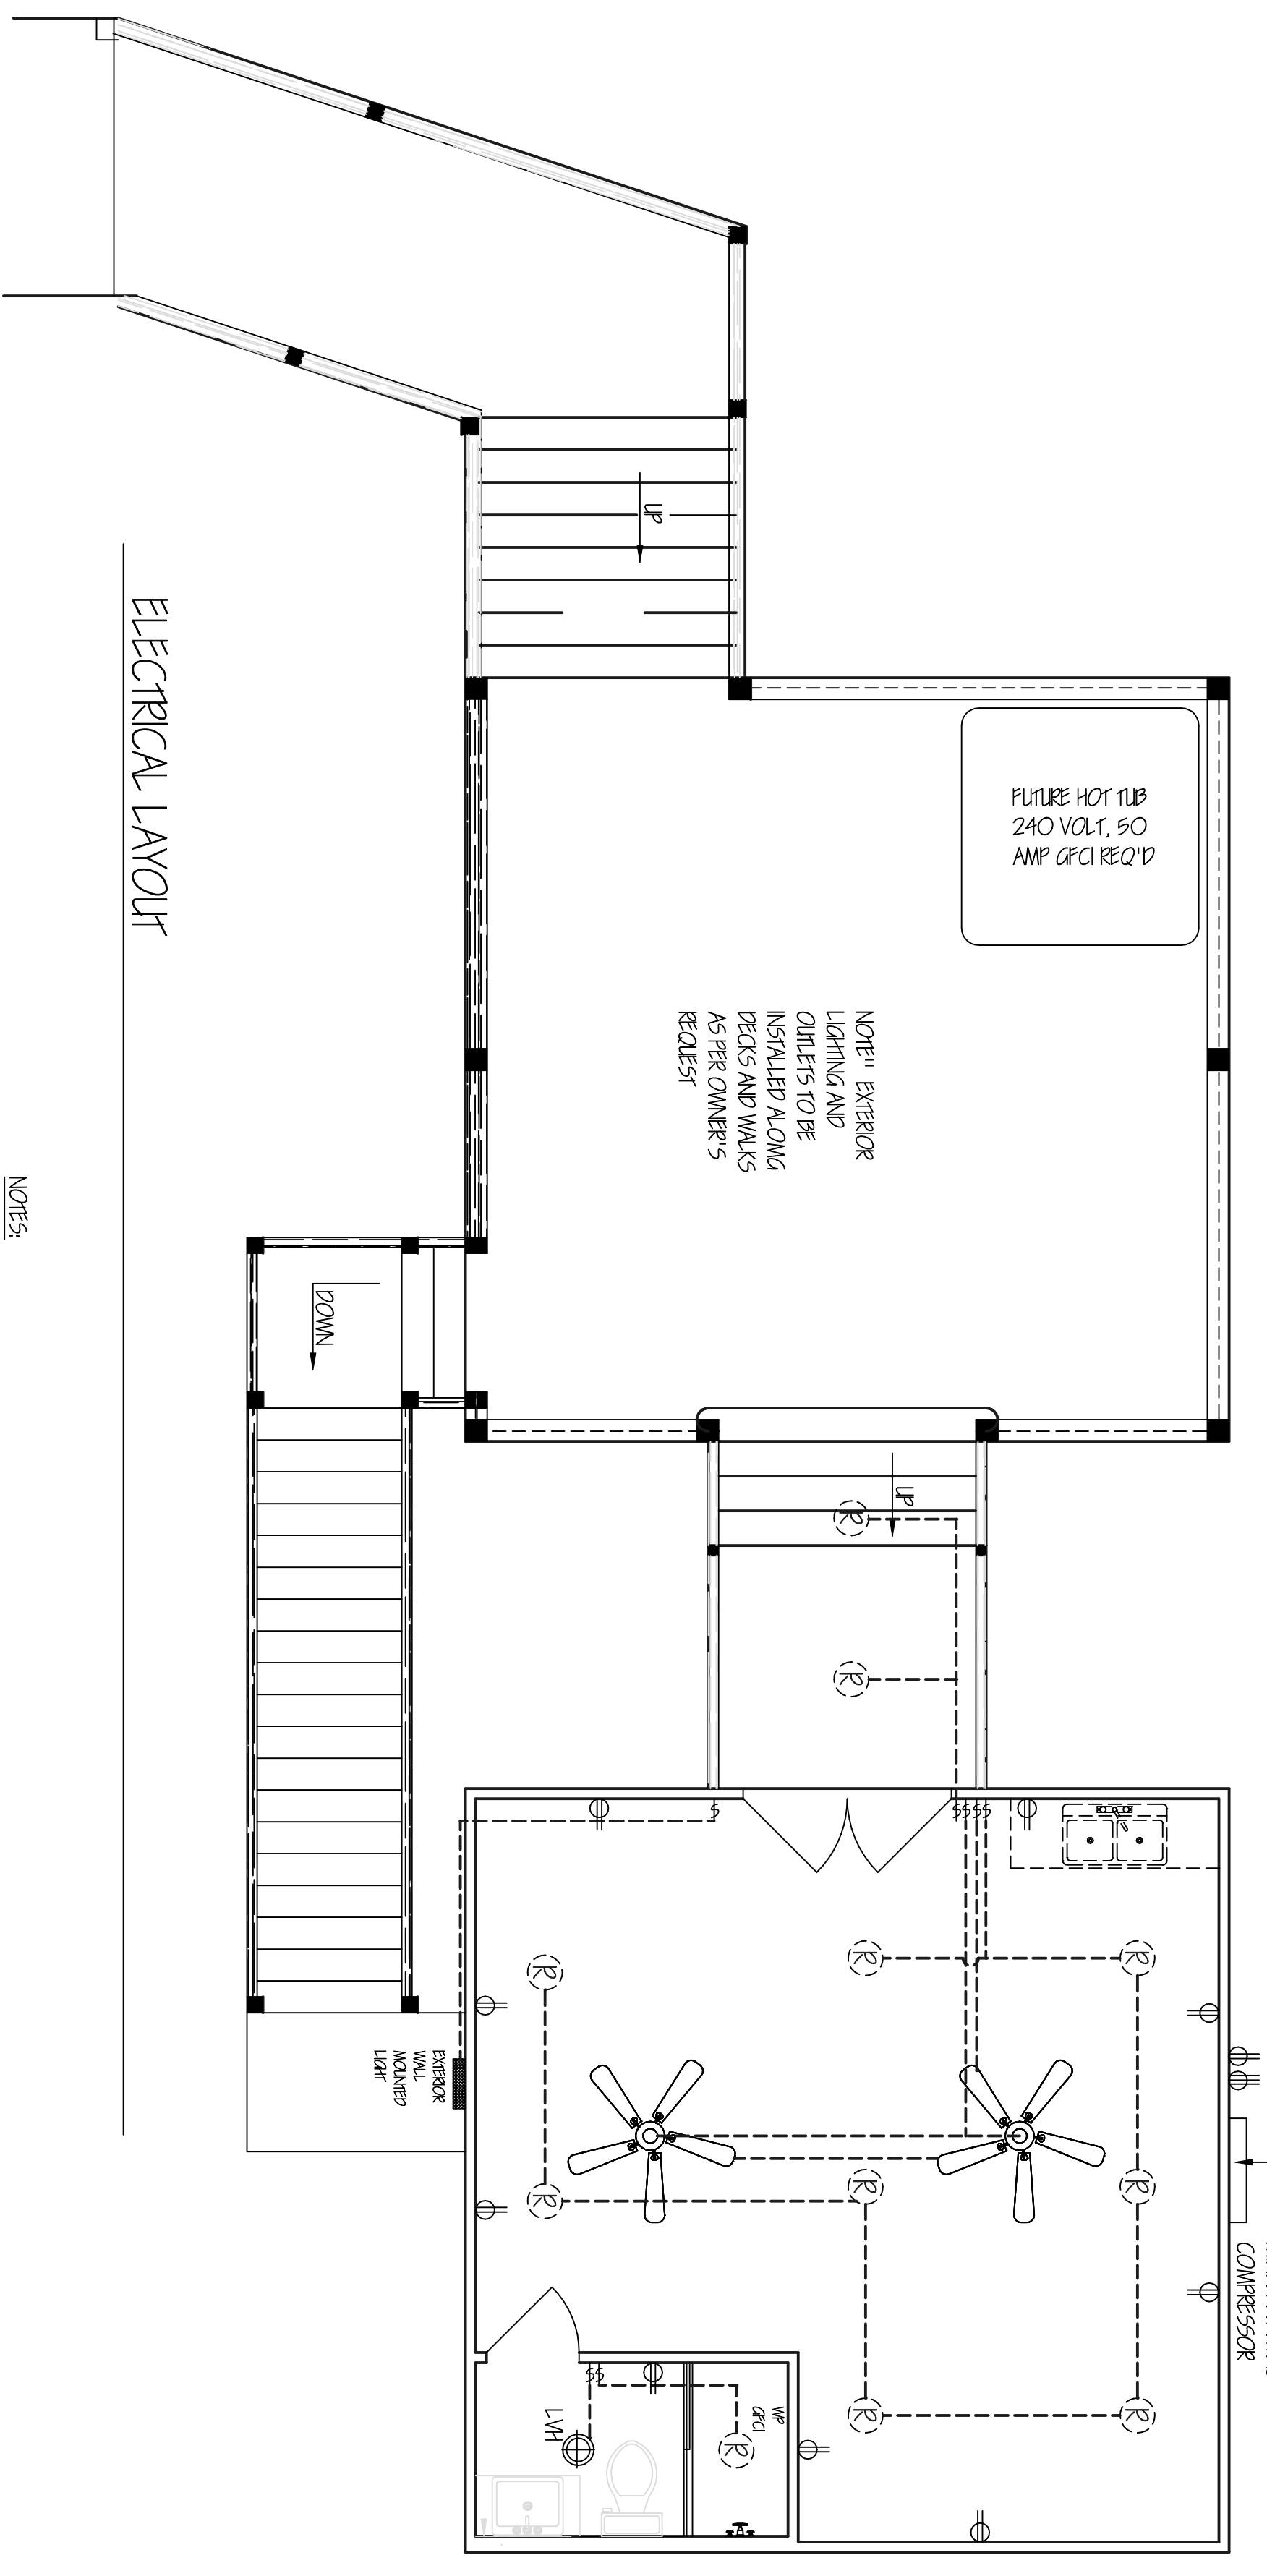 FUTURE HOT TUB
240 VOLT, 50
AMP GFCI REQ'D
NOTE" EXTERIOR
LIGHTING AND
OUTLETS TO BE
INSTALLED ALONG
DECKS AND WALKS
AS PER OWNER'S
REQUEST
UP
UP
DOWN
R
R
$
$$$$
R
R
R
R
R
R
R
R
EXTERIOR
WALL
MOUNTED
LIGHT
COMPRESSOR
$$
WP
GFCI
R
LVH
ELECTRICAL LAYOUT
NOTES: